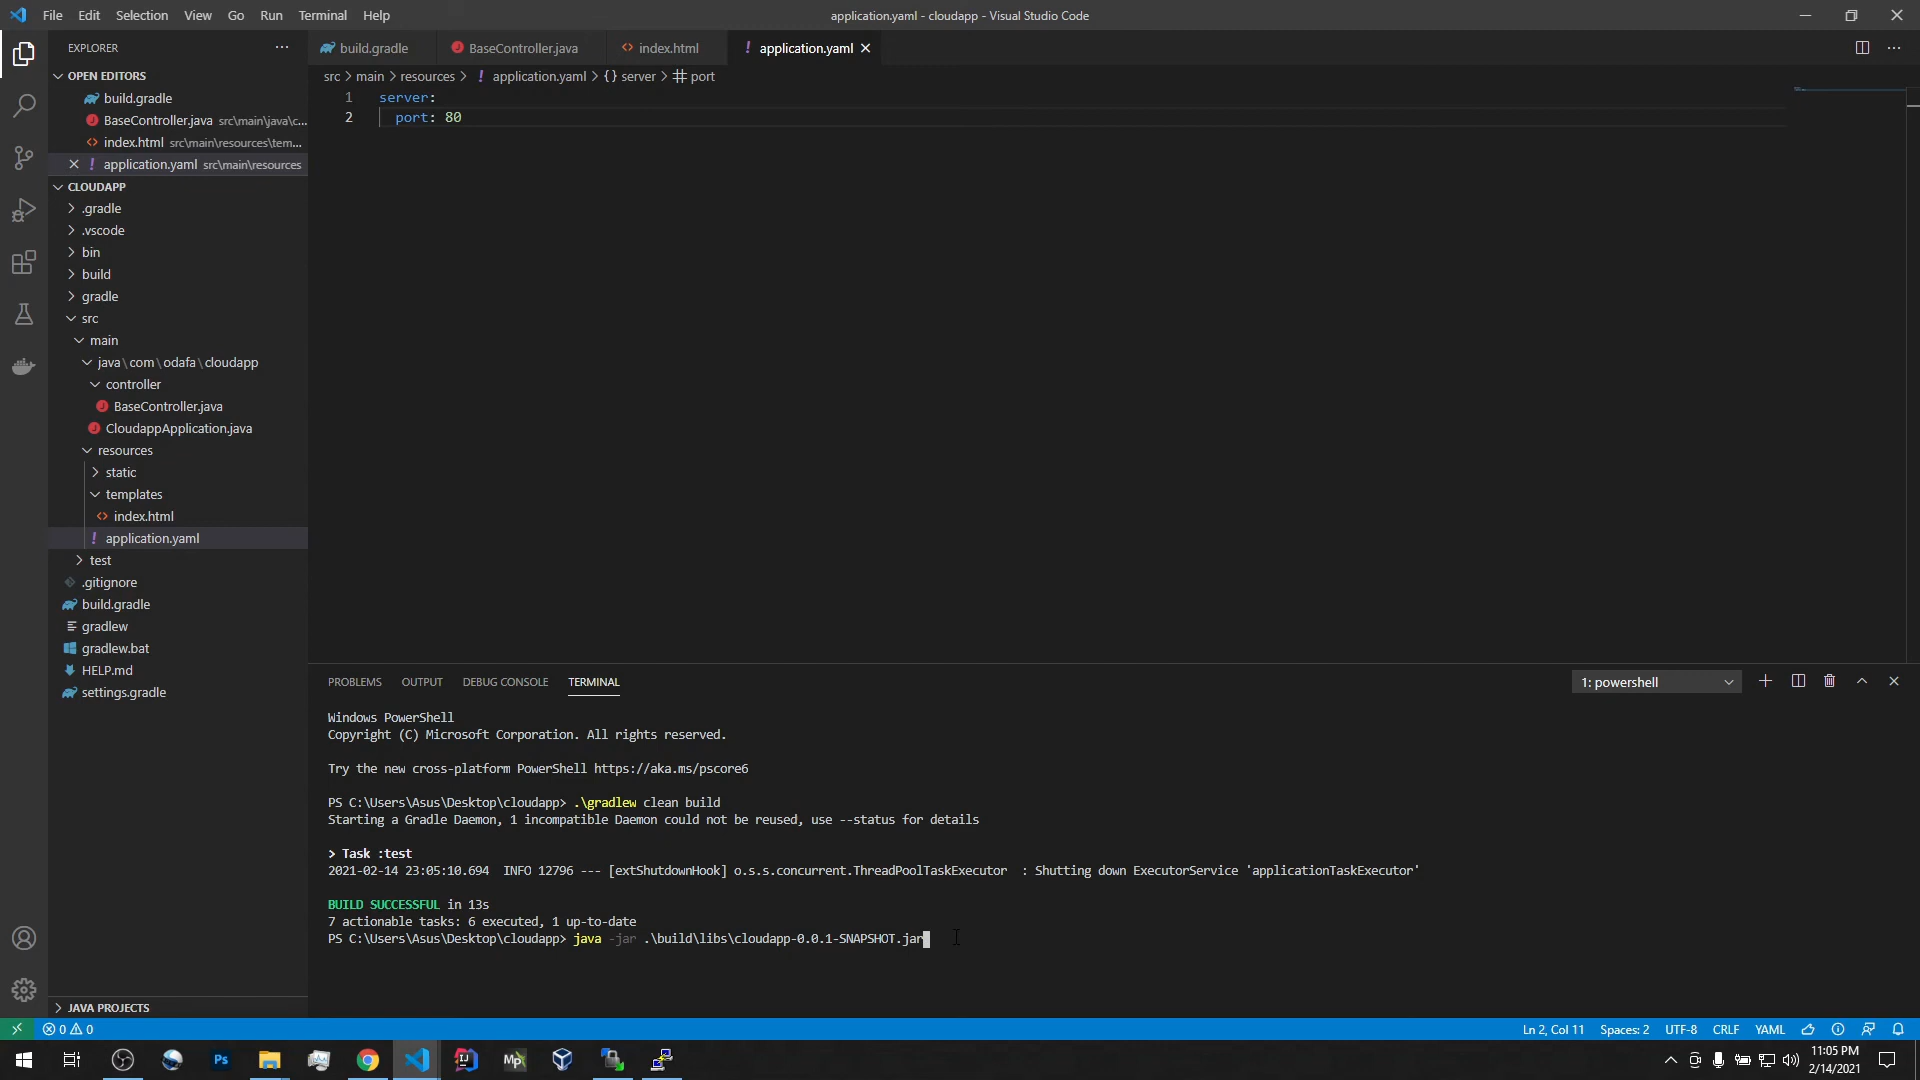 File Edit Selection View Go Run Terminal Help
application.yaml - cloudapp - Visual Studio Code
EXPLORER
build.gradle
BaseController.java
index.html
application.yaml
src > main > resources > ! application.yaml > {} server > # port
OPEN EDITORS
build.gradle
BaseController.java src\main\java\c...
index.html src\main\resources\tem...
! application.yaml src\main\resources
CLOUDAPP
.gradle
.vscode
bin
build
gradle
src
main
java\com\odafa\cloudapp
controller
BaseController.java
CloudappApplication.java
resources
static
templates
index.html
! application.yaml
test
.gitignore
build.gradle
gradlew
gradlew.bat
HELP.md
settings.gradle
JAVA PROJECTS
1 server:
2 port: 80
PROBLEMS OUTPUT DEBUG CONSOLE TERMINAL
1: powershell
Windows PowerShell
Copyright (C) Microsoft Corporation. All rights reserved.
Try the new cross-platform PowerShell https://aka.ms/pscore6
PS C:\Users\Asus\Desktop\cloudapp> .\gradlew clean build
Starting a Gradle Daemon, 1 incompatible Daemon could not be reused, use --status for details
> Task :test
2021-02-14 23:05:10.694 INFO 12796 --- [extShutdownHook] o.s.s.concurrent.ThreadPoolTaskExecutor : Shutting down ExecutorService 'applicationTaskExecutor'
BUILD SUCCESSFUL in 13s
7 actionable tasks: 6 executed, 1 up-to-date
PS C:\Users\Asus\Desktop\cloudapp> java -jar .\build\libs\cloudapp-0.0.1-SNAPSHOT.jar
0 0
Ln 2, Col 11 Spaces: 2 UTF-8 CRLF YAML
Ps
IJ
Mp
11:05 PM
2/14/2021